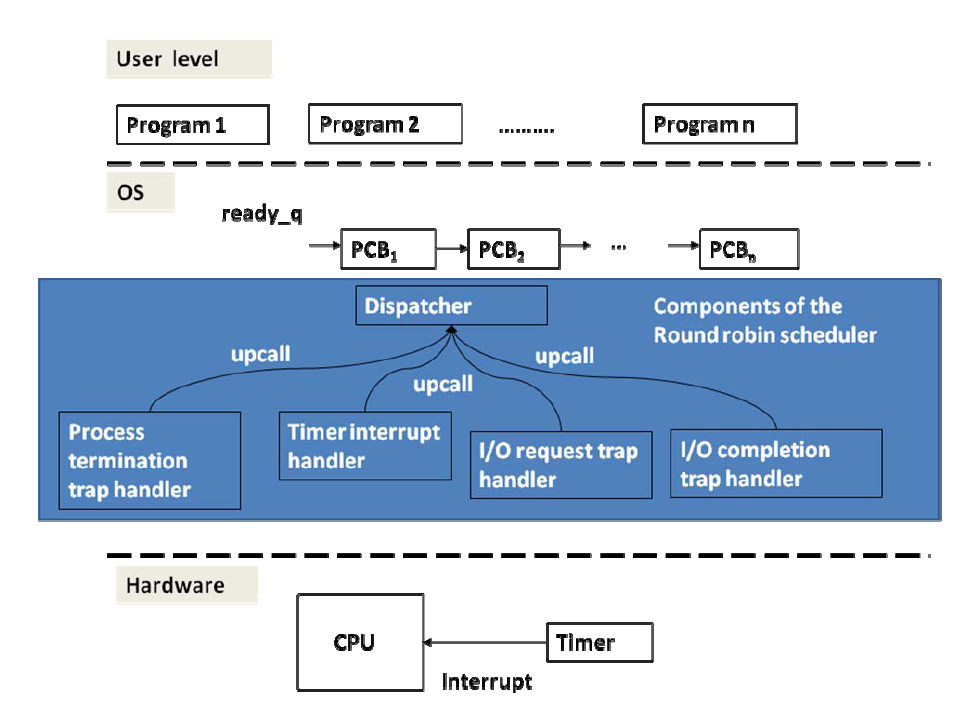 User level
Program 1
Program 2
..........
Program n
OS
ready_q
PCB1
PCB2
...
PCBn
Dispatcher
Components of the
Round robin scheduler
upcall
upcall
upcall
Process
termination
trap handler
Timer interrupt
handler
I/O request trap
handler
I/O completion
trap handler
Hardware
CPU
Timer
Interrupt